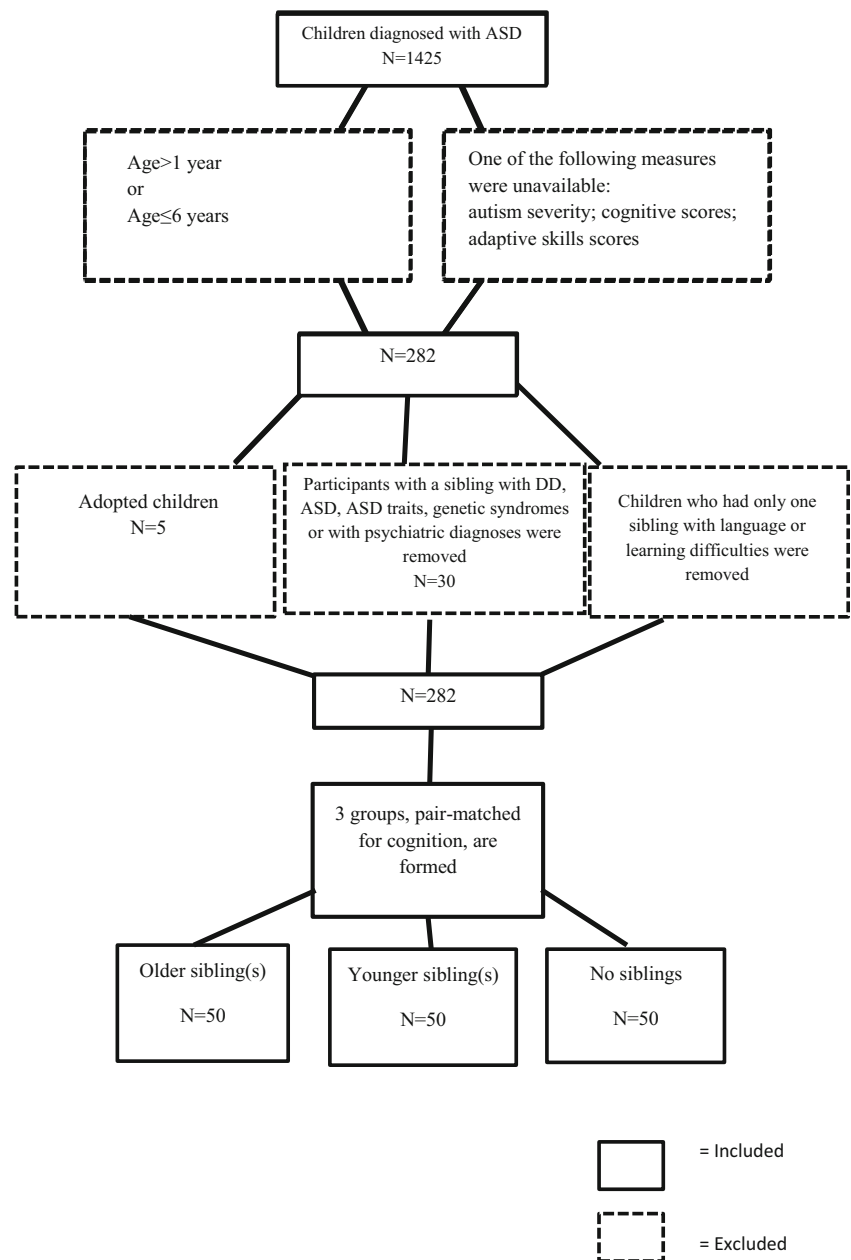 Children diagnosed with ASD
N=1425
Age>1 year
or
Age≤6 years
One of the following measures
were unavailable:
autism severity; cognitive scores;
adaptive skills scores
N=282
Adopted children
N=5
Participants with a sibling with DD,
ASD, ASD traits, genetic syndromes
or with psychiatric diagnoses were
removed
N=30
Children who had only one
sibling with language or
learning difficulties were
removed
N=282
3 groups, pair-matched
for cognition, are
formed
Older sibling(s)
N=50
Younger sibling(s)
N=50
No siblings
N=50
= Included
= Excluded